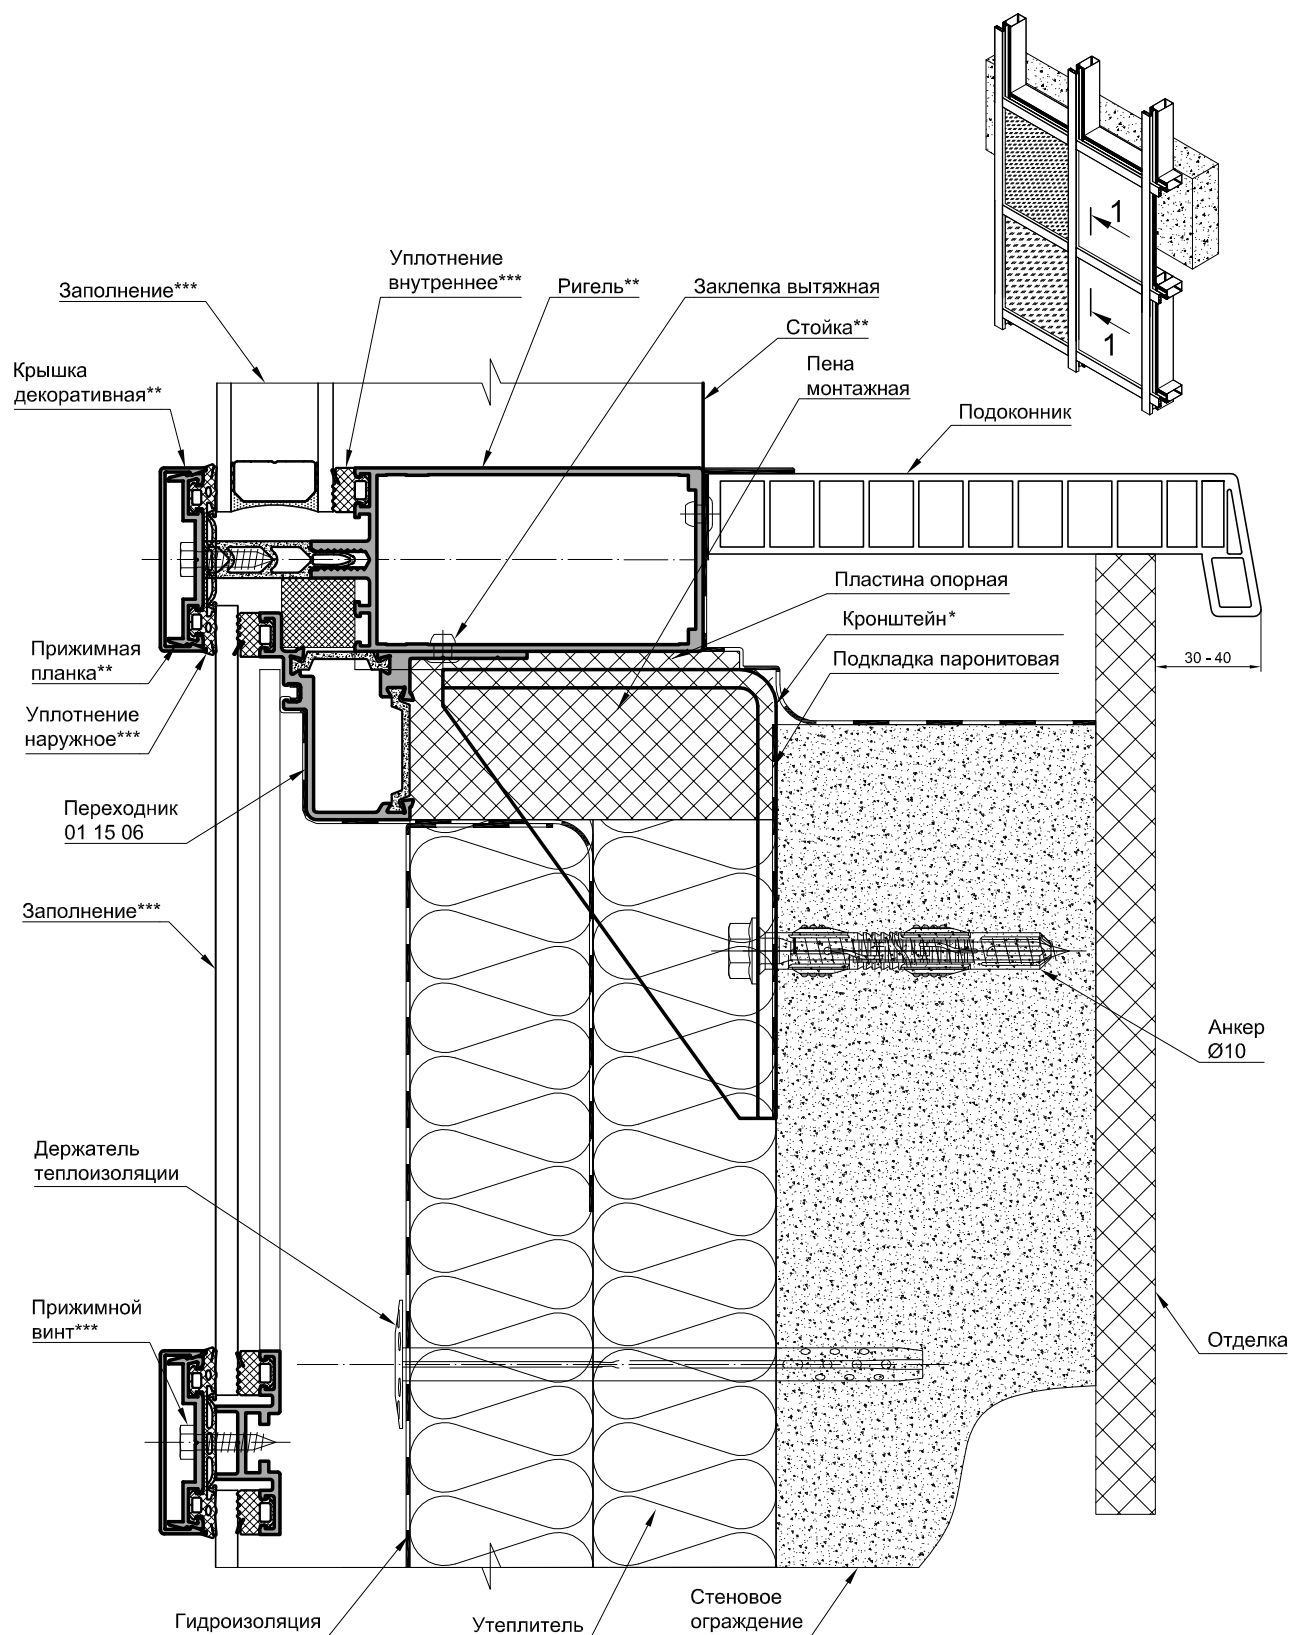 1
1
Уплотнение
внутреннее***
Заполнение***
Ригель**
Заклепка вытяжная
Стойка**
Крышка
декоративная**
Пена
монтажная
Подоконник
Пластина опорная
Кронштейн*
Подкладка паронитовая
30 - 40
Прижимная
планка**
Уплотнение
наружное***
Переходник
01 15 06
Заполнение***
Анкер
Ø10
Держатель
теплоизоляции
Прижимной
винт***
Отделка
Гидроизоляция
Утеплитель
Стеновое
ограждение